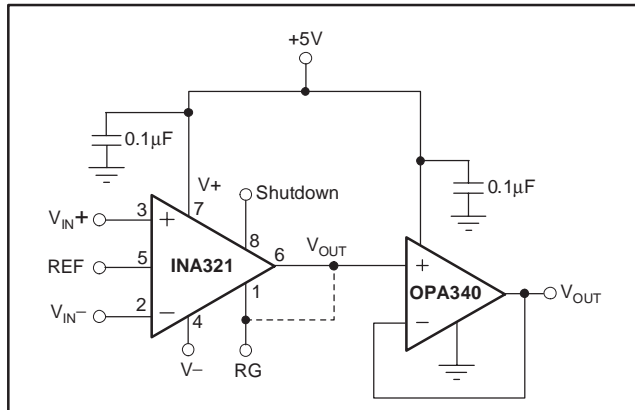 +5V
0.1µF
V+
Shutdown
0.1µF
VIN+
3
+
7
8
REF
5
INA321
6
VOUT
VIN−
2
−
4
1
V−
RG
+
OPA340
−
VOUT